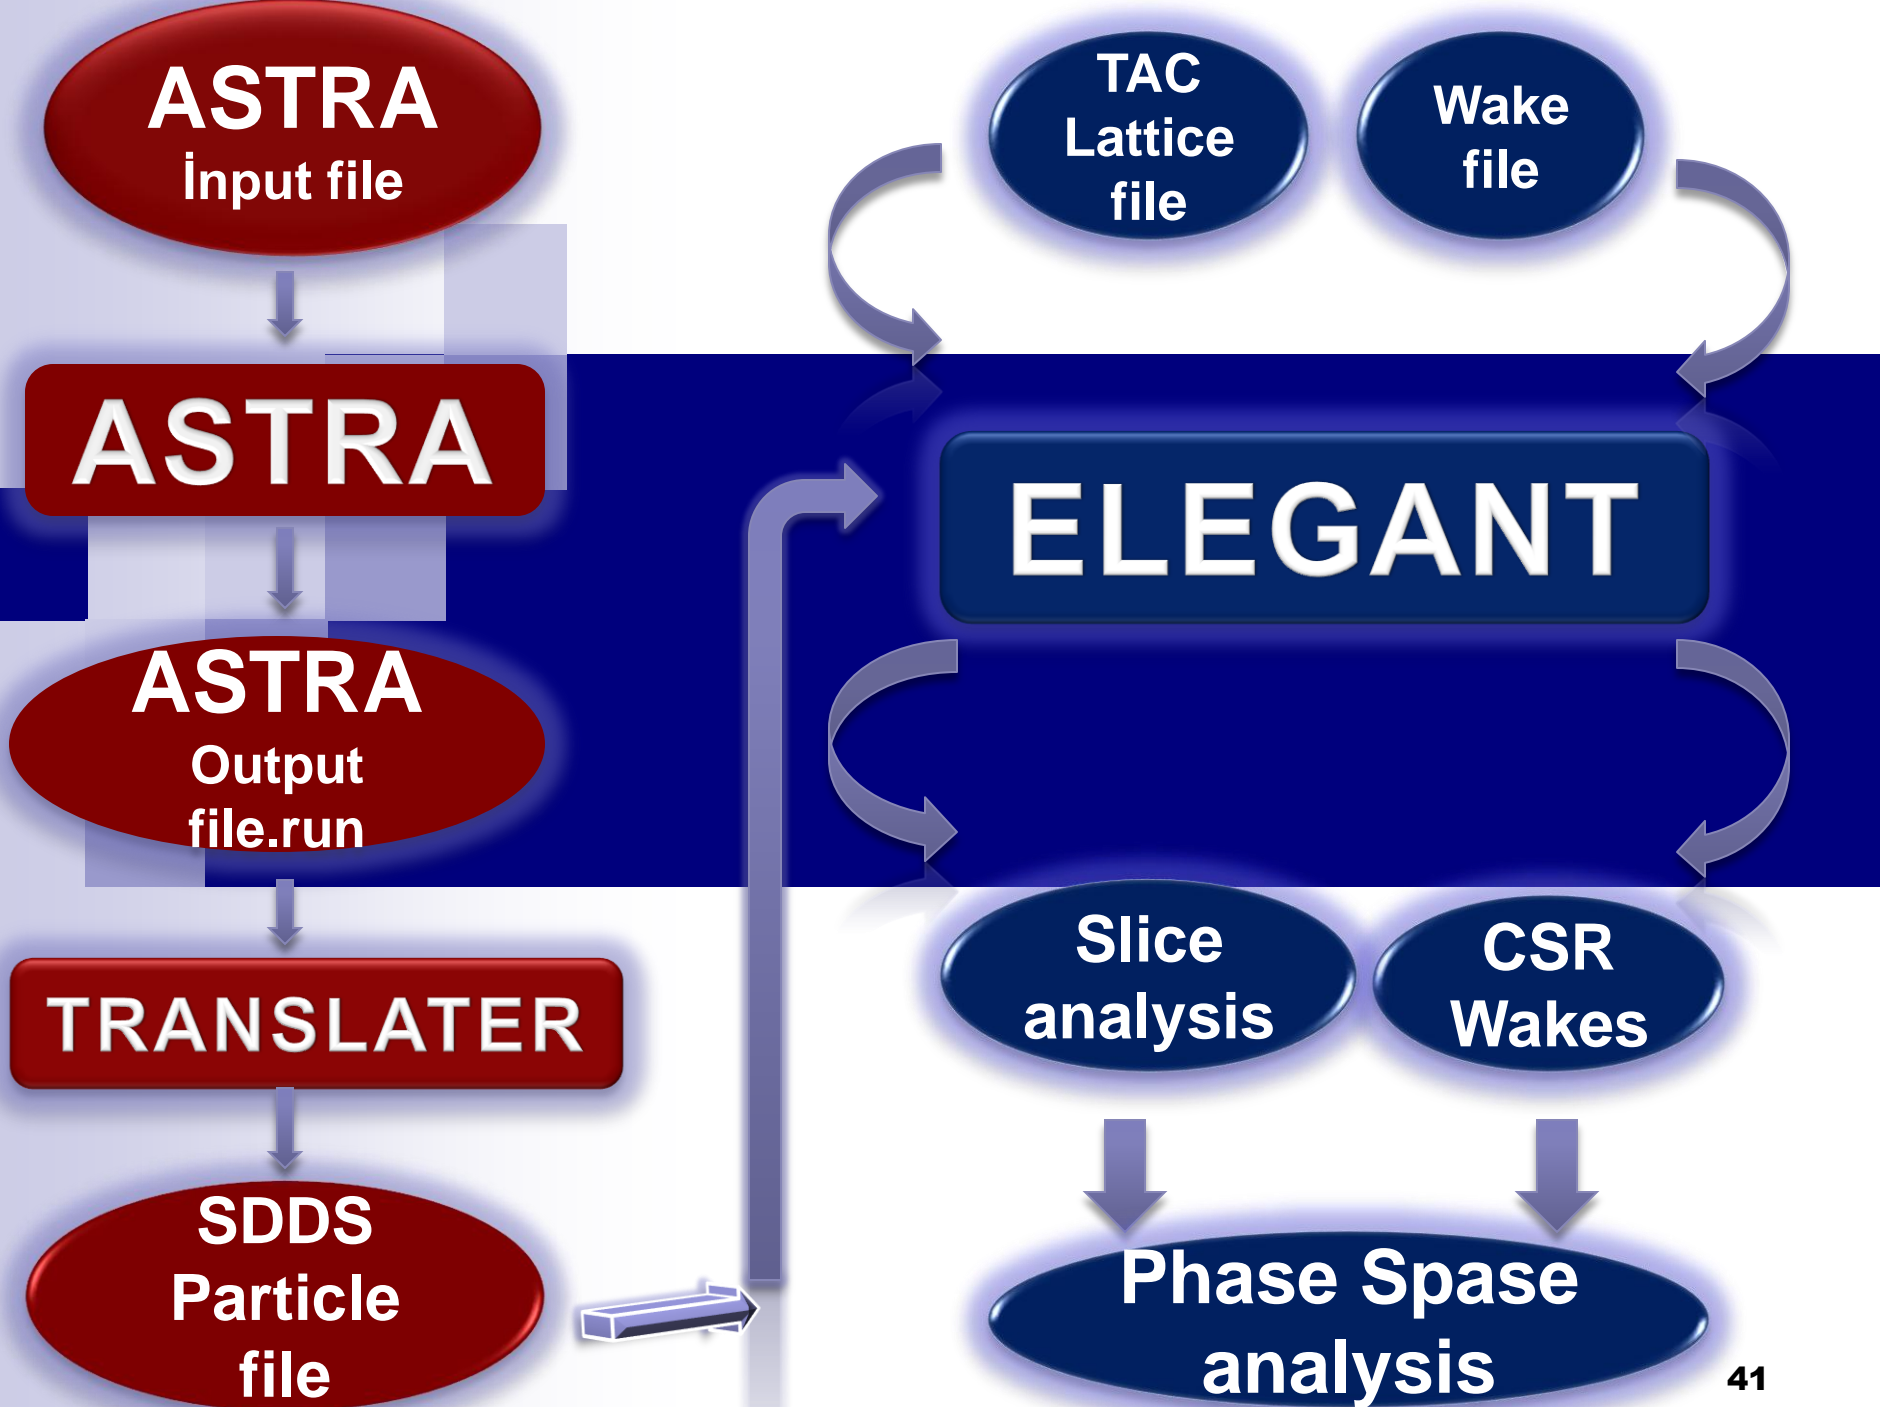 ASTRA
İnput file
ASTRA
ASTRA
Output
file.run
TRANSLATER
SDDS
Particle
file
TAC
Lattice
file
Wake
file
ELEGANT
Slice
analysis
CSR
Wakes
Phase Spase
analysis
41